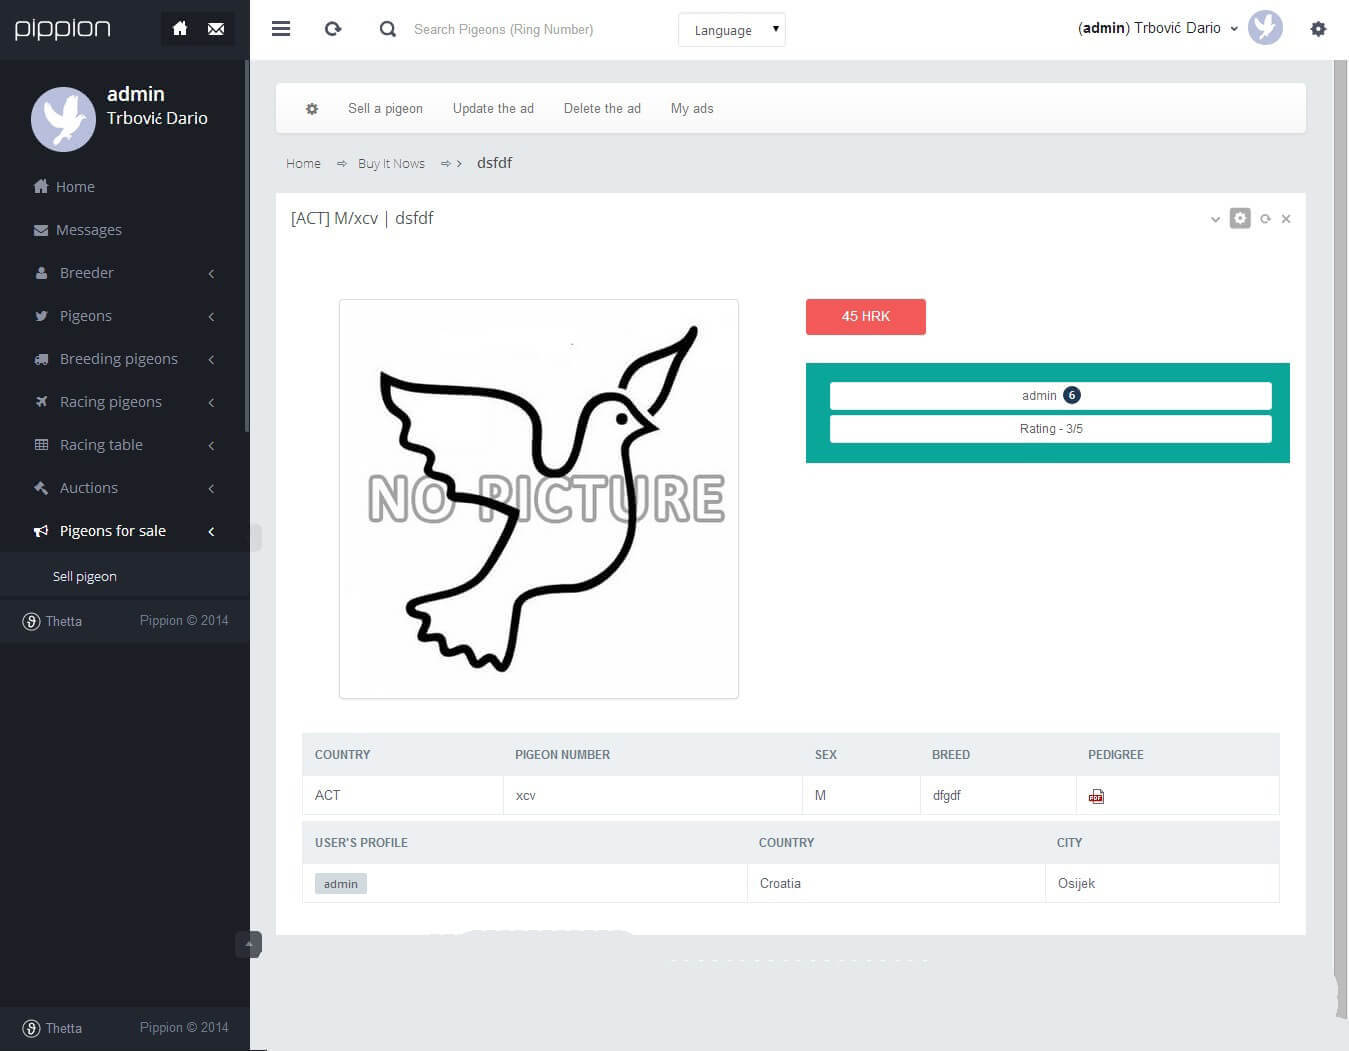 pippion
Search Pigeons (Ring Number)
Language
(admin) Trbović Dario
admin
Trbović Dario
Home
Messages
Breeder
Pigeons
Breeding pigeons
Racing pigeons
Racing table
Auctions
Pigeons for sale
Sell pigeon
Thetta Pippion © 2014
Sell a pigeon Update the ad Delete the ad My ads
Home ⇨ Buy It Nows ⇨ › dsfdf
[ACT] M/xcv | dsfdf
NO PICTURE
45 HRK
admin 6
Rating - 3/5
COUNTRY PIGEON NUMBER SEX BREED PEDIGREE
ACT xcv M dfgdf PDF
USER'S PROFILE COUNTRY CITY
admin Croatia Osijek
Thetta Pippion © 2014